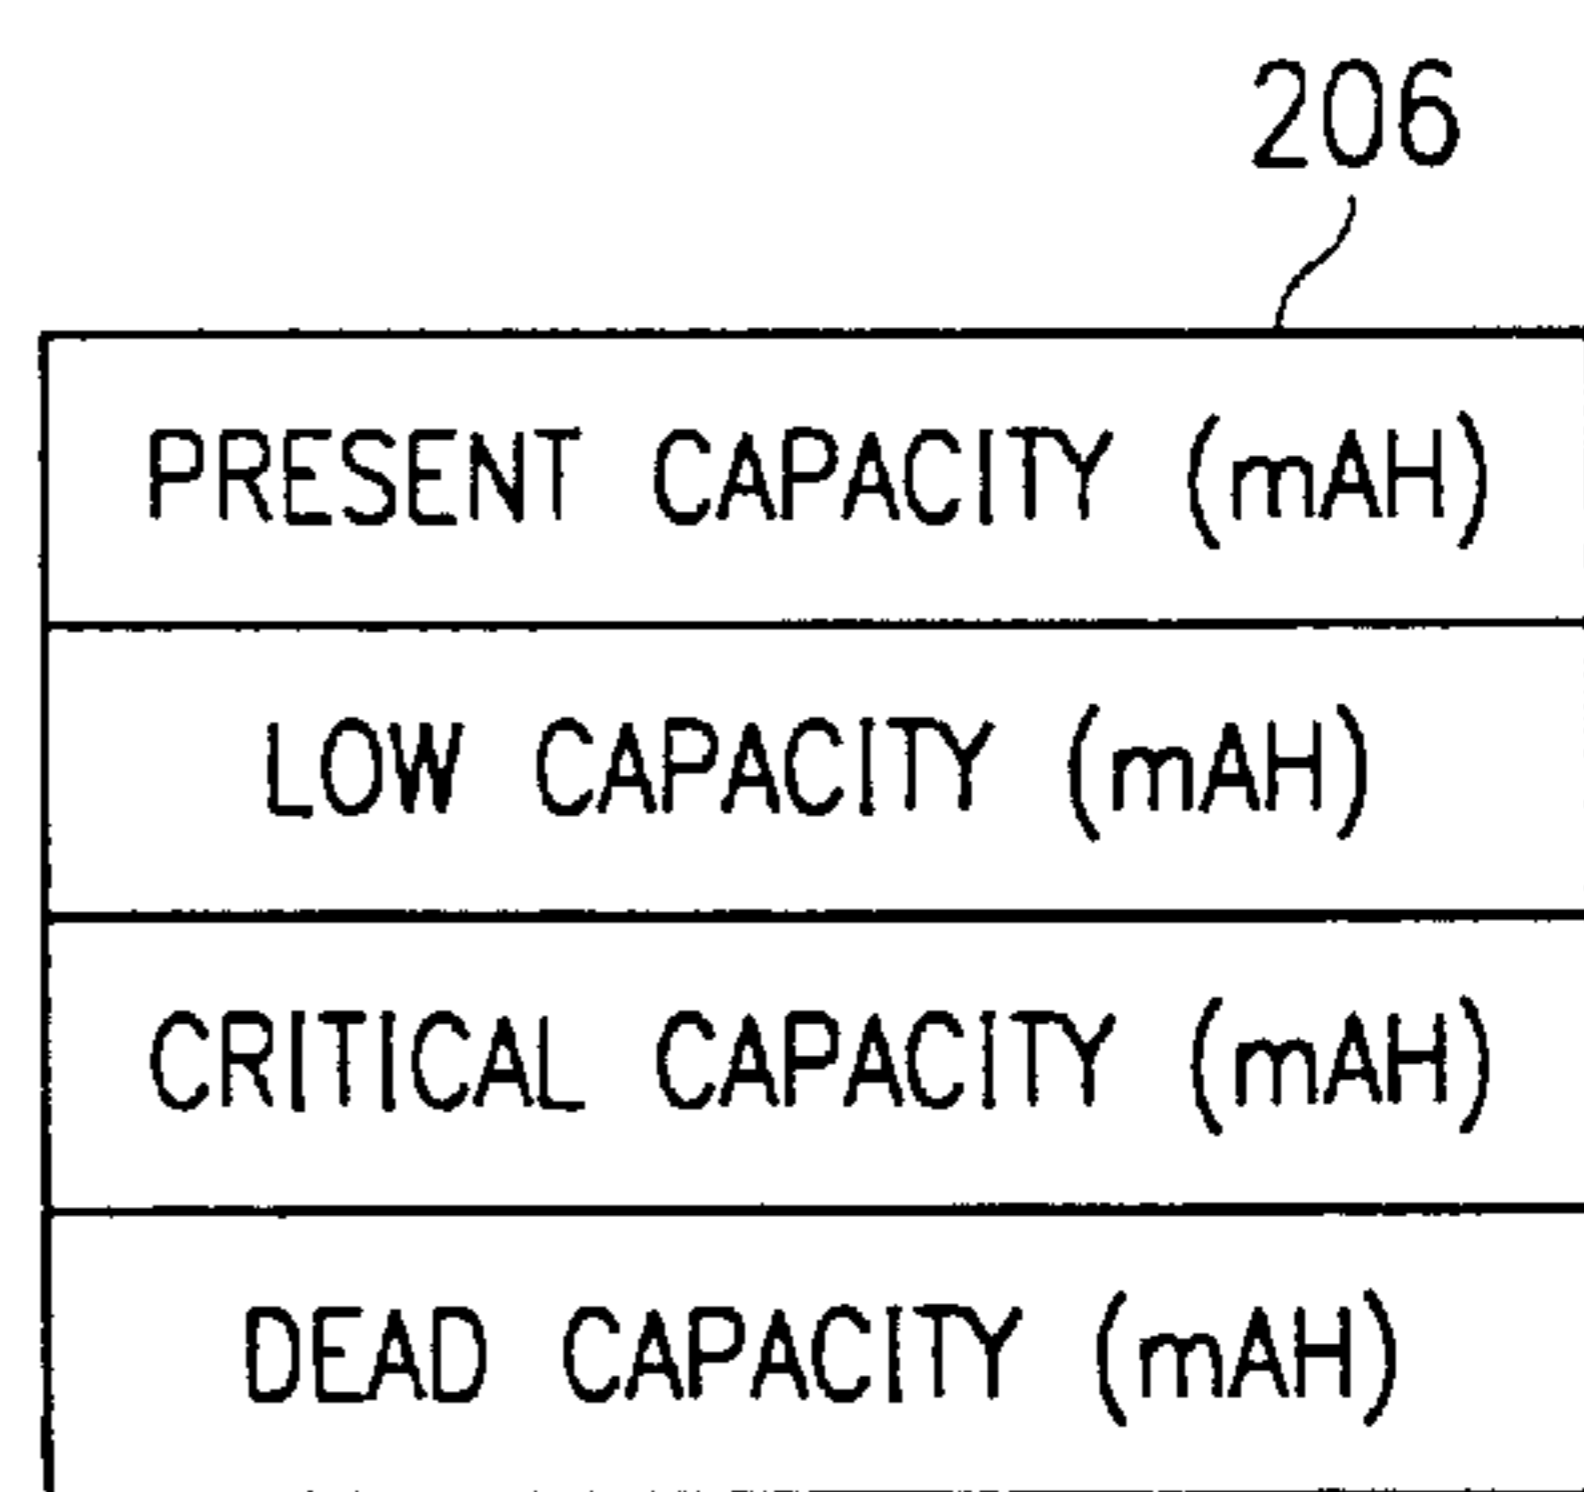 206
PRESENT CAPACITY (mAH)
LOW CAPACITY (mAH)
CRITICAL CAPACITY (mAH)
DEAD CAPACITY (mAH)